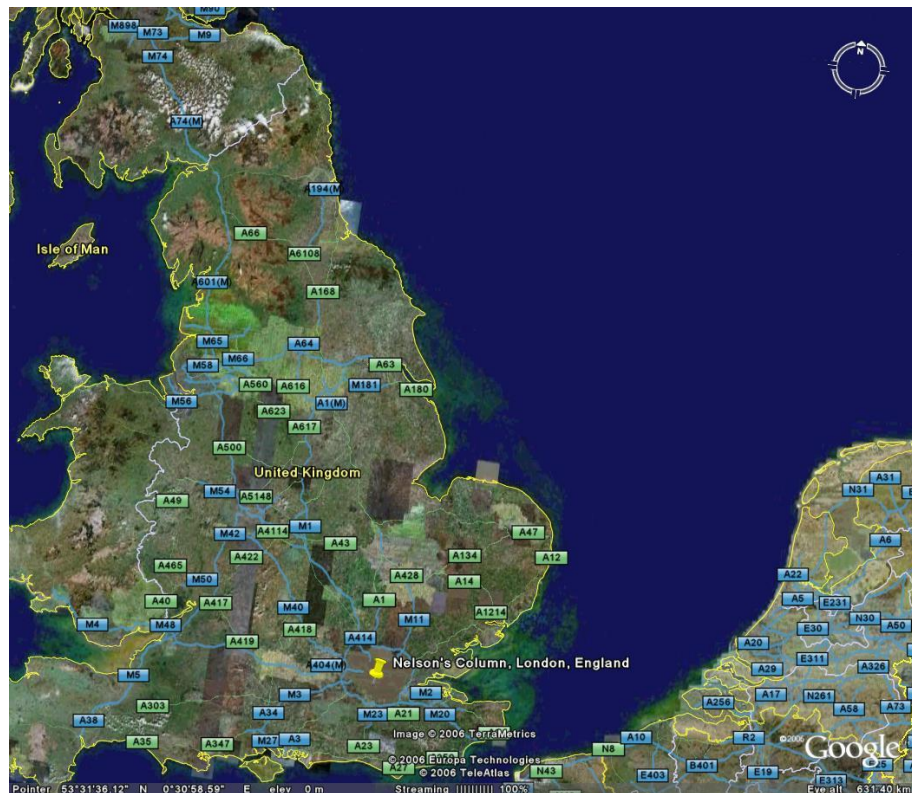 M90
M898
M73
M9
M74
N
A74(M)
A194(M)
A66
Isle of Man
A6108
A601(M)
A168
M65
A64
M66
M58
A63
A560
A616
M181
A180
M56
A1(M)
A623
A617
A500
United Kingdom
A31
N31
M54
A5148
A49
M42
A4114
M1
A47
A43
A6
A422
A134
A12
A465
M50
A428
A14
A22
A40
A417
M40
A1
A5
E231
A1214
M4
M48
A418
M11
N30
A50
E30
A419
A414
A20
A404(M)
Nelson's Column, London, England
E311
A29
A326
M5
M3
M2
A256
A17
N261
A303
A34
M23
A21
M20
A58
A73
A38
Image © 2006 TerraMetrics
A35
A347
M27
A3
A23
N8
A10
R2
©2006
Google
© 2006 Europa Technologies
A27
© 2006 TeleAtlas
N43
E403
B401
E19
E313
Pointer 53°31'36.12" N 0°30'58.59" E elev 0 m Streaming |||||||||| 100% Eye alt 631.40 km